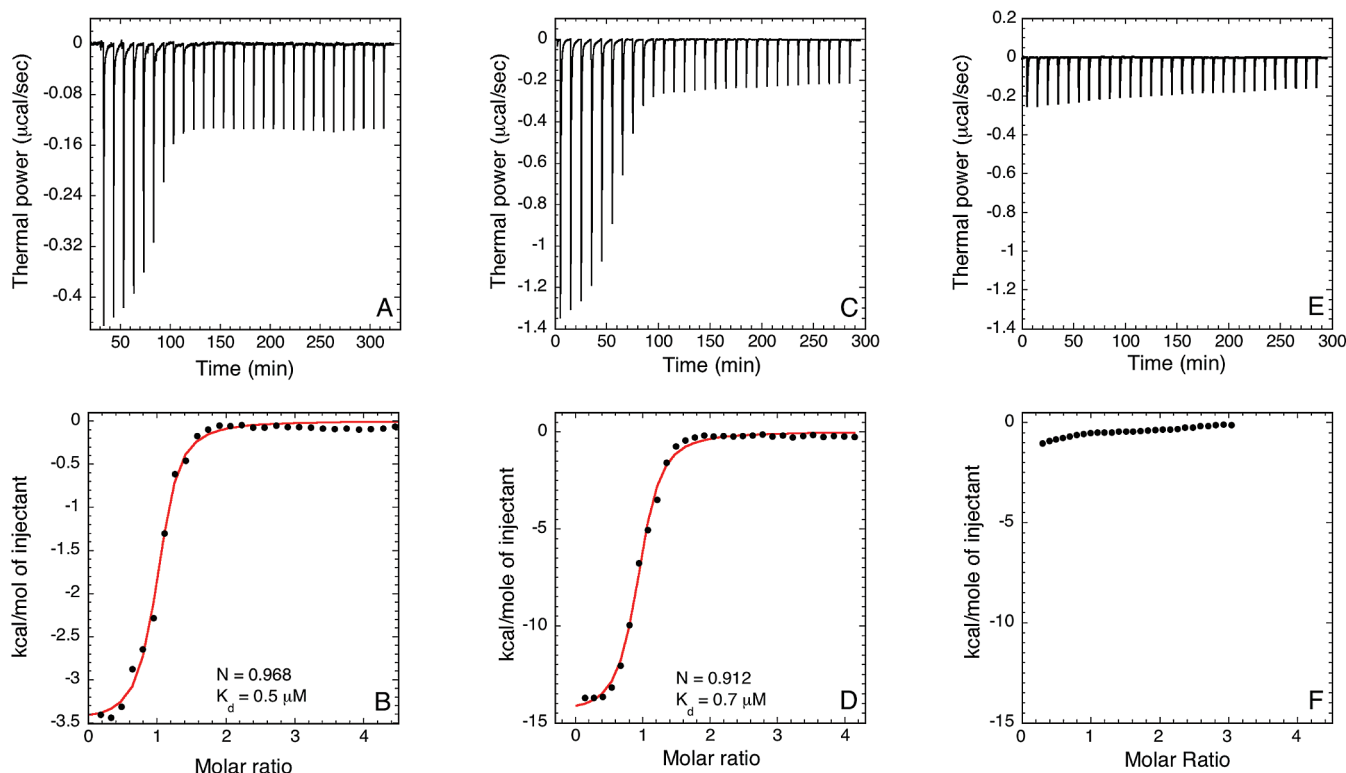 0
-0.08
-0.16
-0.24
-0.32
-0.4
Thermal power (μcal/sec)
A
50 100 150 200 250 300
Time (min)
0
-0.2
-0.4
-0.6
-0.8
-1
-1.2
-1.4
Thermal power (μcal/sec)
C
0 50 100 150 200 250 300
Time (min)
0.2
0
-0.2
-0.4
-0.6
-0.8
-1
-1.2
-1.4
Thermal power (μcal/sec)
E
0 50 100 150 200 250 300
Time (min)
0
-0.5
-1
-1.5
-2
-2.5
-3
-3.5
kcal/mol of injectant
N = 0.968
K_d = 0.5 μM
B
0 1 2 3 4
Molar ratio
0
-5
-10
-15
kcal/mole of injectant
N = 0.912
K_d = 0.7 μM
D
0 1 2 3 4
Molar ratio
0
-5
-10
-15
kcal/mole of injectant
F
0 1 2 3 4
Molar Ratio